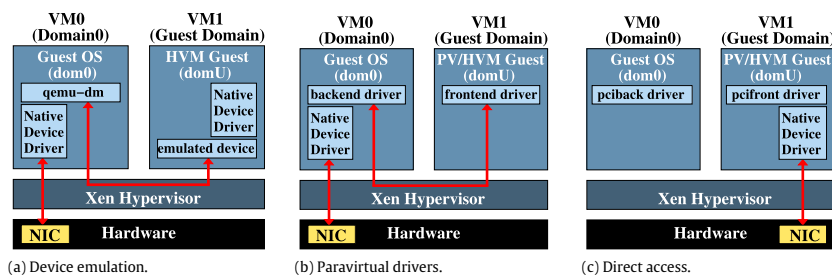 VM0
(Domain0)
VM1
(Guest Domain)
Guest OS
(dom0)
HVM Guest
(domU)
qemu-dm
Native
Device
Driver
Native
Device
Driver
emulated device
Xen Hypervisor
NIC
Hardware
(a) Device emulation.
VM0
(Domain0)
VM1
(Guest Domain)
Guest OS
(dom0)
PV/HVM Guest
(domU)
backend driver
frontend driver
Native
Device
Driver
Xen Hypervisor
NIC
Hardware
(b) Paravirtual drivers.
VM0
(Domain0)
VM1
(Guest Domain)
Guest OS
(dom0)
PV/HVM Guest
(domU)
pciback driver
pcifront driver
Native
Device
Driver
Xen Hypervisor
Hardware
NIC
(c) Direct access.